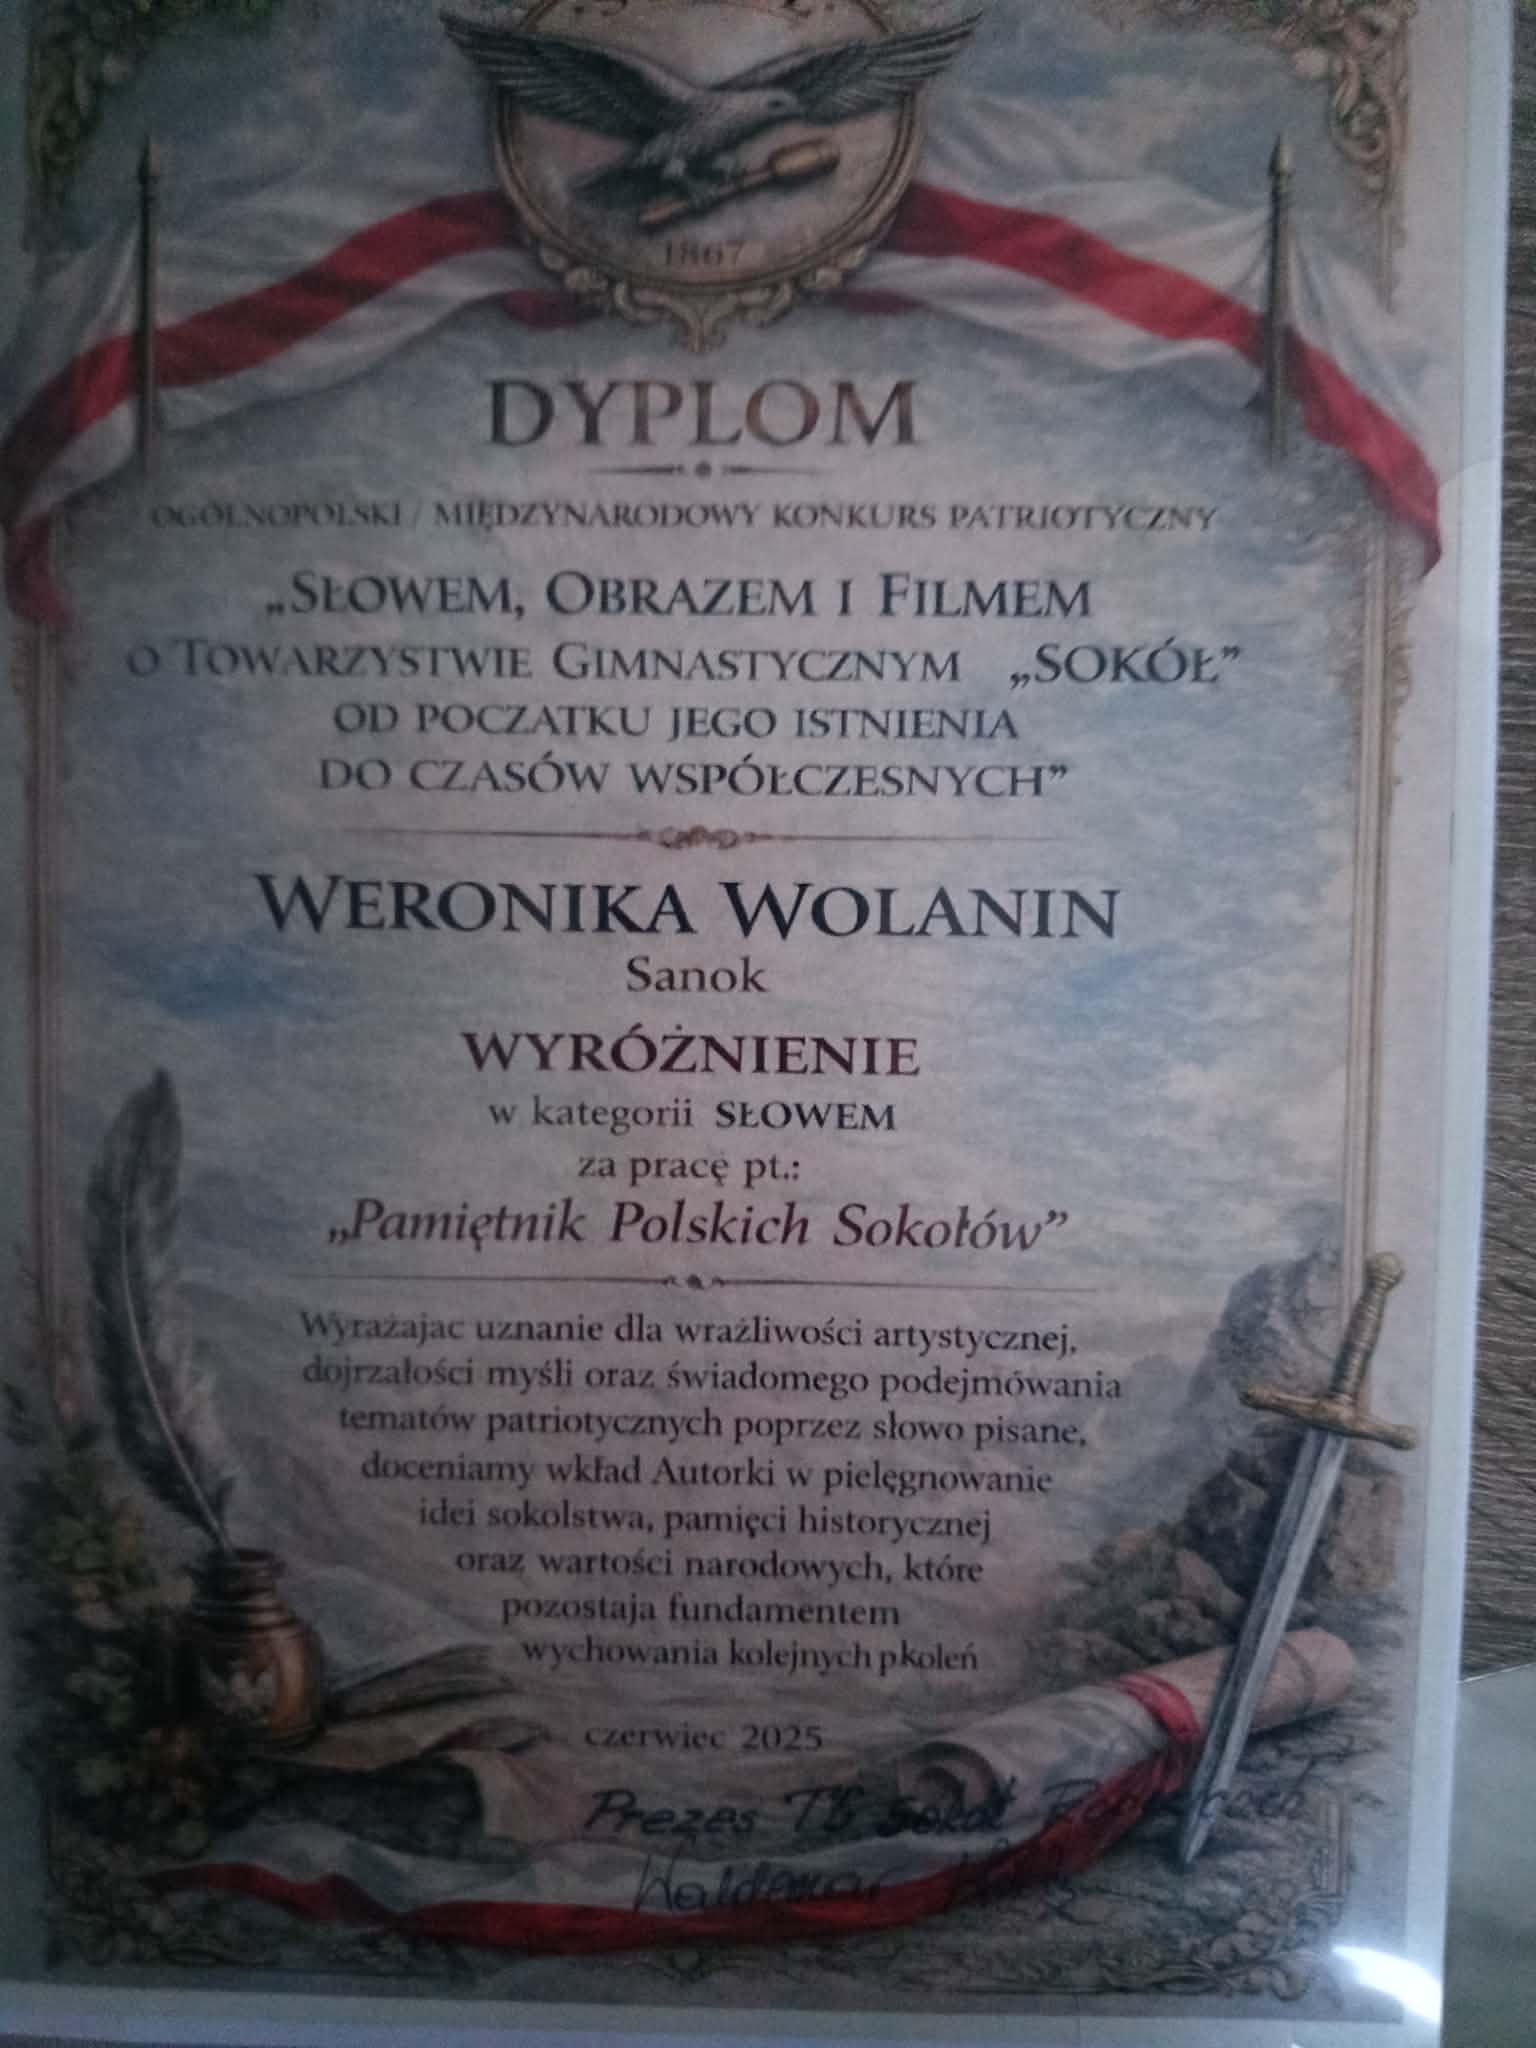 1867
DYPLOM
OGÓLNOPOLSKI / MIĘDZYNARODOWY KONKURS PATRIOTYCZNY
„SŁOWEM, OBRAZEM I FILMEM
O TOWARZYSTWIE GIMNASTYCZNYM „SOKÓŁ”
OD POCZATKU JEGO ISTNIENIA
DO CZASÓW WSPÓŁCZESNYCH”
WERONIKA WOLANIN
Sanok
WYRÓŻNIENIE
w kategorii SŁOWEM
za pracę pt.:
„Pamiętnik Polskich Sokołów”
Wyrażajac uznanie dla wrażliwości artystycznej,
dojrzałości myśli oraz świadomego podejmówania
tematów patriotycznych poprzez słowo pisane,
doceniamy wkład Autorki w pielęgnowanie
idei sokolstwa, pamięci historycznej
oraz wartości narodowych, które
pozostaja fundamentem
wychowania kolejnych pkoleń
czerwiec 2025
Prezes TG Sokół
Waldemar